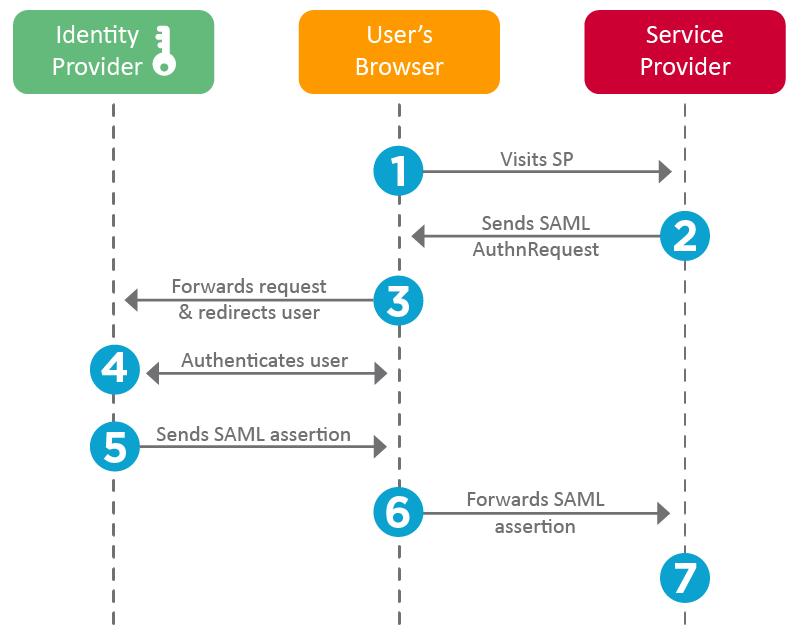 Identity
Provider
User's
Browser
Service
Provider
1
Visits SP
Sends SAML
AuthnRequest
2
Forwards request
& redirects user
3
4
Authenticates user
5
Sends SAML assertion
6
Forwards SAML
assertion
7